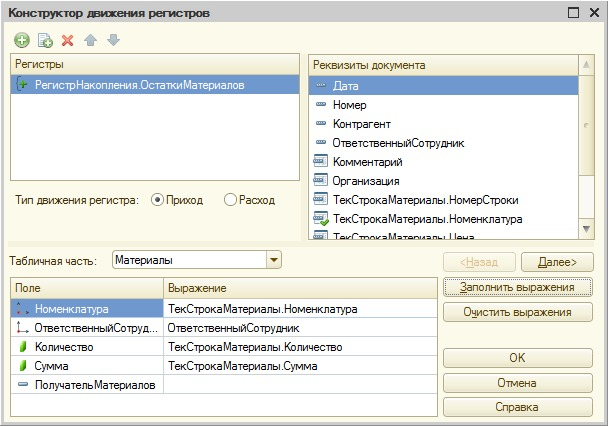 Конструктор движения регистров
Регистры
РегистрНакопления.ОстаткиМатериалов
Реквизиты документа
Дата
Номер
Контрагент
ОтветственныйСотрудник
Комментарий
Организация
ТекСтрокаМатериалы.НомерСтроки
ТекСтрокаМатериалы.Номенклатура
ТекСтрокаМатериалы.Цена
Тип движения регистра:
Приход
Расход
Табличная часть:
Материалы
<Назад
Далее>
Поле
Выражение
Номенклатура
ТекСтрокаМатериалы.Номенклатура
ОтветственныйСотруд...
ОтветственныйСотрудник
Количество
ТекСтрокаМатериалы.Количество
Сумма
ТекСтрокаМатериалы.Сумма
ПолучательМатериалов
Заполнить выражения
Очистить выражения
OK
Отмена
Справка